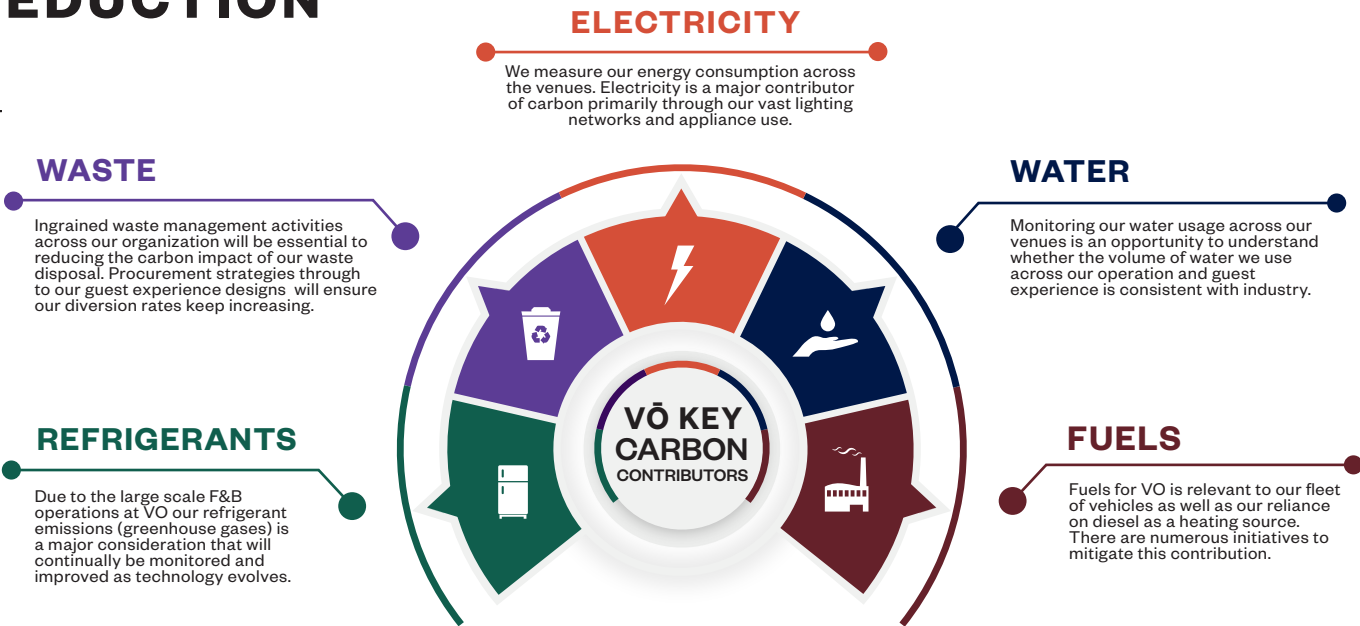 EDUCTION
ELECTRICITY
We measure our energy consumption across
the venues. Electricity is a major contributor
of carbon primarily through our vast lighting
networks and appliance use.
WASTE
Ingrained waste management activities
across our organization will be essential to
reducing the carbon impact of our waste
disposal. Procurement strategies through
to our guest experience designs  will ensure
our diversion rates keep increasing.
WATER
Monitoring our water usage across our
venues is an opportunity to understand
whether the volume of water we use
across our operation and guest
experience is consistent with industry.
REFRIGERANTS
Due to the large scale F&B
operations at VO our refrigerant
emissions (greenhouse gases) is
a major consideration that will
continually be monitored and
improved as technology evolves.
VŌ KEY
CARBON
CONTRIBUTORS
FUELS
Fuels for VO is relevant to our fleet
of vehicles as well as our reliance
on diesel as a heating source.
There are numerous initiatives to
mitigate this contribution.